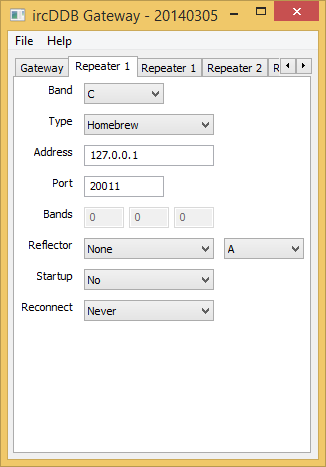 ircDDB Gateway - 20140305
File Help
Gateway Repeater 1 Repeater 1 Repeater 2
Band C
Type Homebrew
Address 127.0.0.1
Port 20011
Bands 0 0 0
Reflector None A
Startup No
Reconnect Never